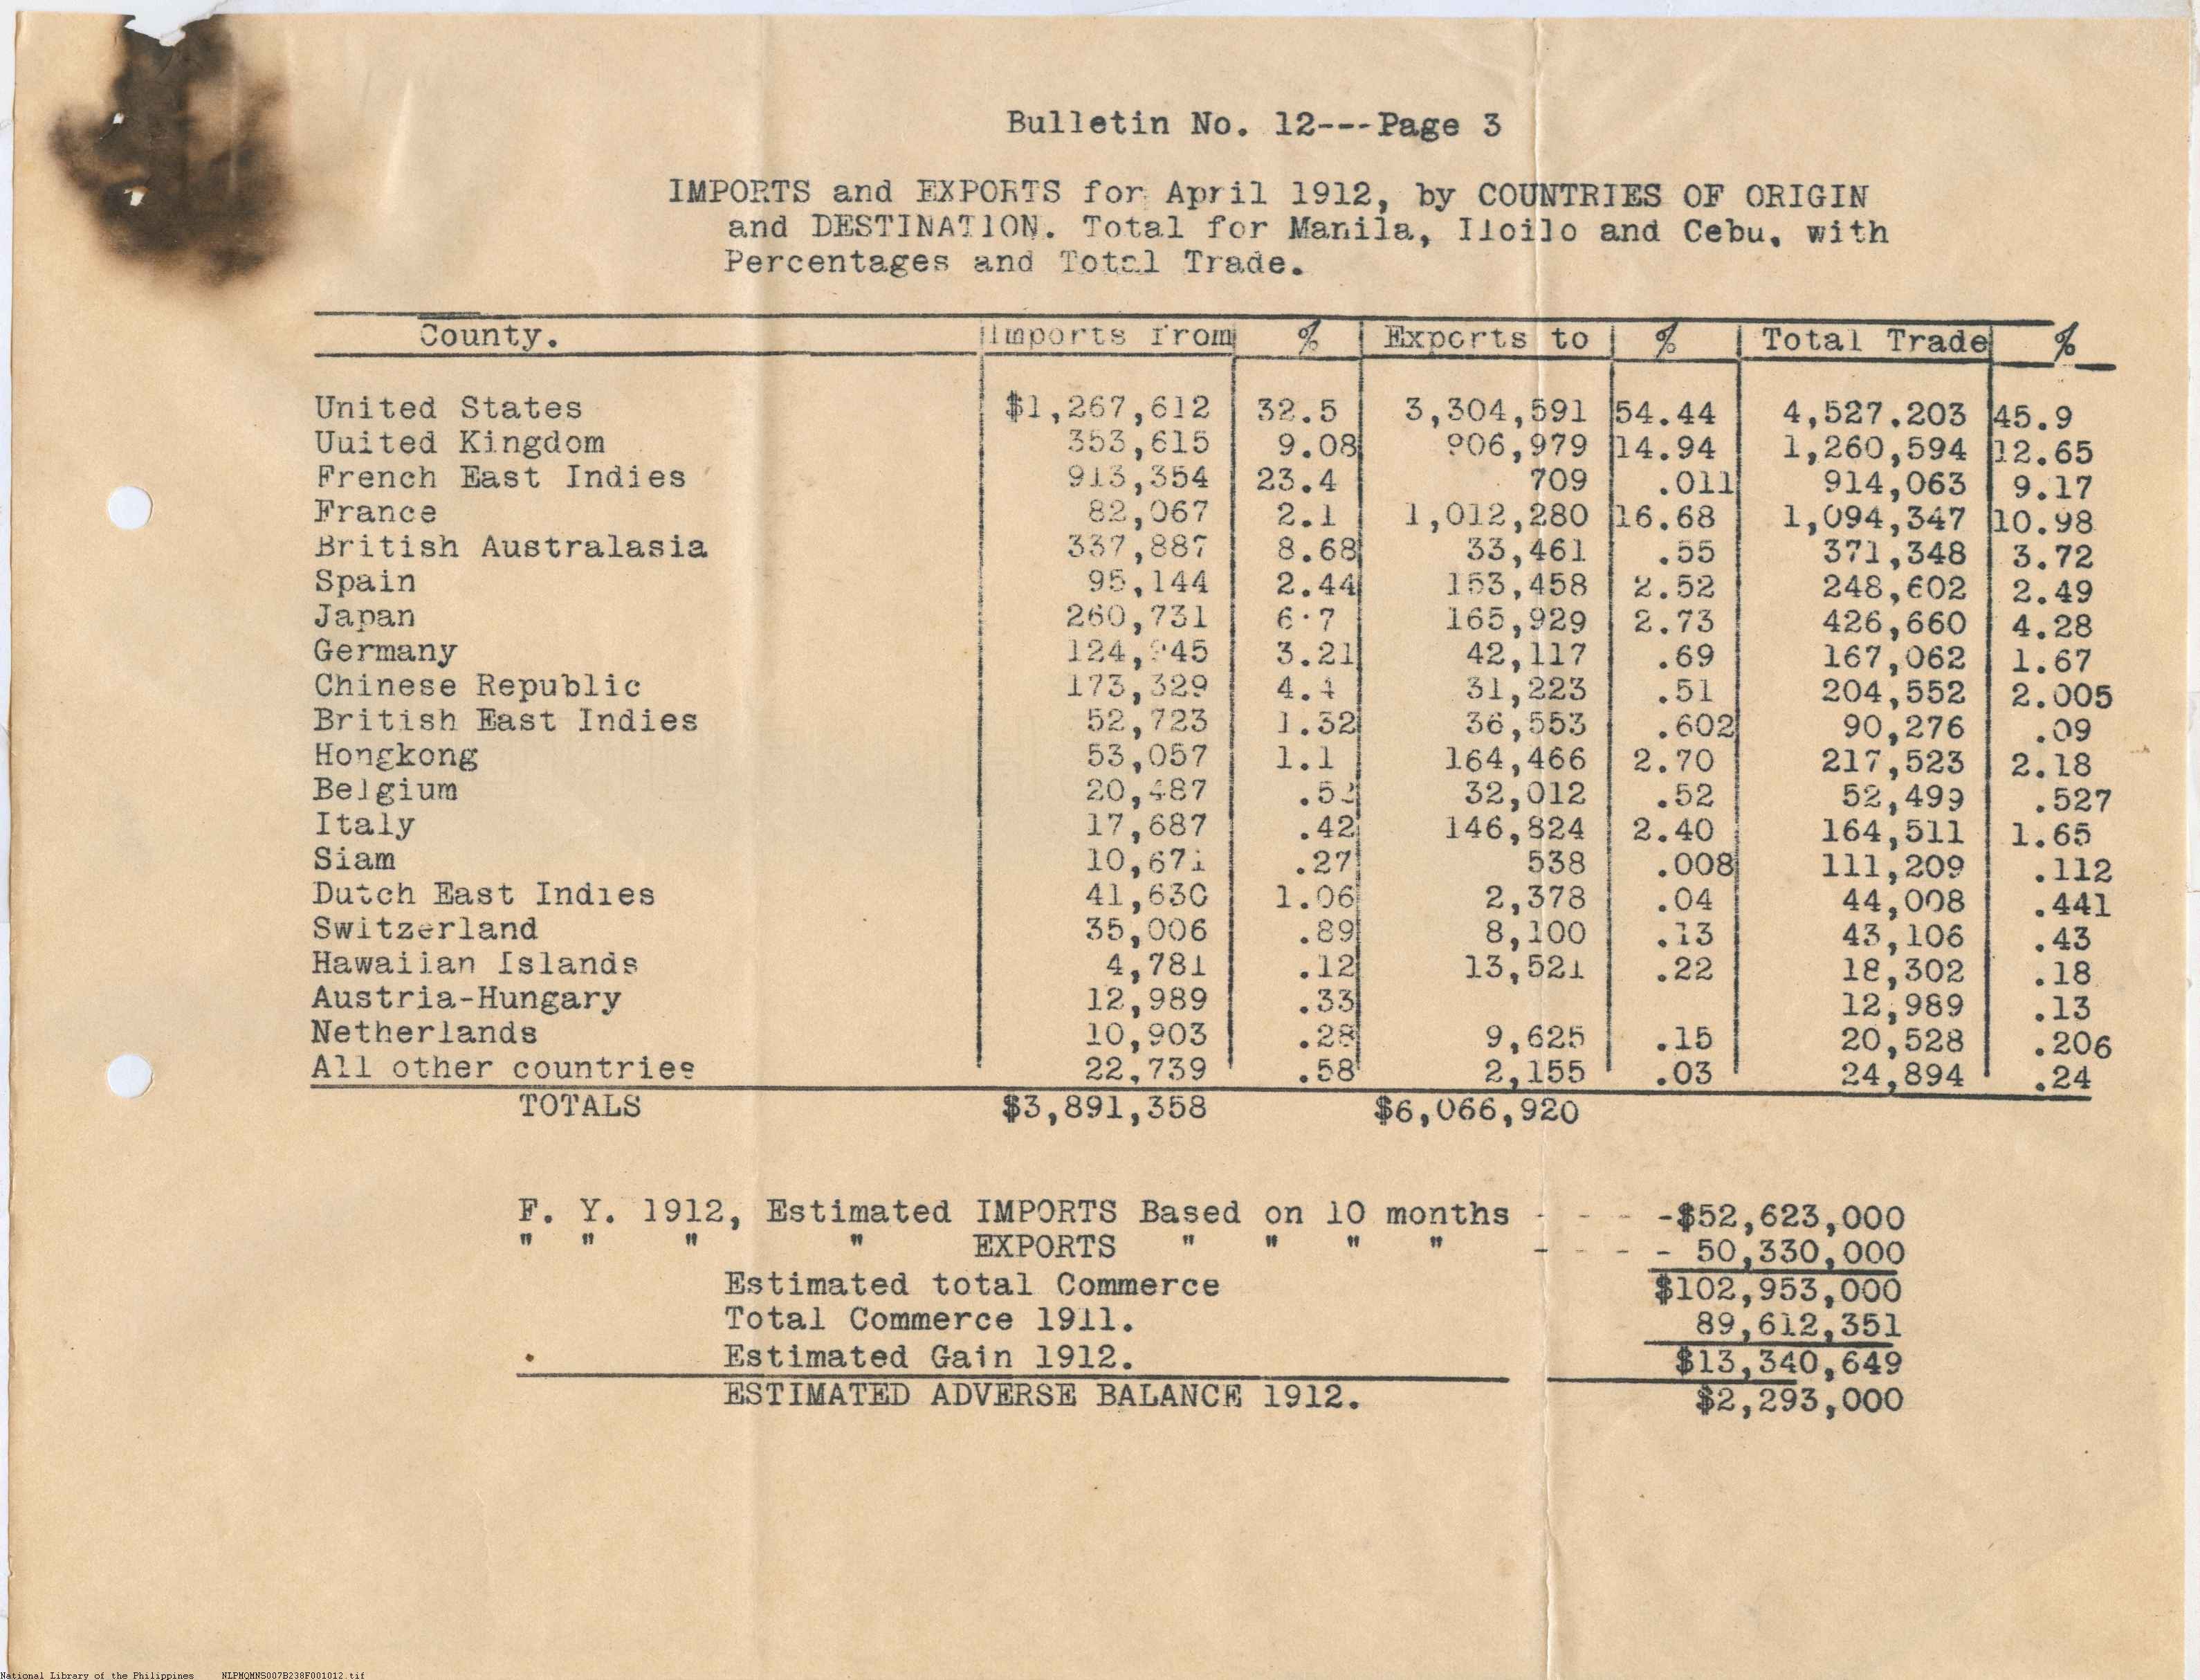 Bulletin No. 12---Page 3
IMPORTS and EXPORTS for April 1912, by COUNTRIES OF ORIGIN
and DESTINATION. Total for Manila, Iloilo and Cebu, with
Percentages and Total Trade.
County. Imports from % Exports to % Total Trade %
United States $1,267,612 32.5 3,304,591 54.44 4,527.203 45.9
Uuited Kingdom 353,615 9.08 906,979 14.94 1,260,594 12.65
French East Indies 913,354 23.4 709 .011 914,063 9.17
France 82,067 2.1 1,012,280 16.68 1,094,347 10.98
British Australasia 337,887 8.68 33,461 .55 371,348 3.72
Spain 95,144 2.44 153,458 2.52 248,602 2.49
Japan 260,731 6.7 165,929 2.73 426,660 4.28
Germany 3.21 42,117 .69 167,062 1.67
Chinese Republic 173,329 4.4 31,223 .51 204,552 2.005
British East Indies 52,723 1.32 36,553 .602 90,276 .09
Hongkong 53,057 1.1 164,466 2.70 217,523 2.18
Belgium 20,487 32,012 .52 52,499 .527
Italy 17,687 .42 146,824 2.40 164,511 1.65
Siam 10,671 .27 538 .008 111,209 .112
Dutch East Indies 41,630 1.06 2,378 .04 44,008 .441
Switzerland 35,006 .89 8,100 .13 43,106 .43
Hawaiian Islands 4,781 .12 13,521 .22 18,302 .18
Austria-Hungary 12,989 .33 12,989 .13
Netherlands 10,903 .28 9,625 .15 20,528 .206
All other countries 22,739 .58 2,155 .03 24,894 .24
TOTALS $3,891,358 $6,066,920
F. Y. 1912, Estimated IMPORTS Based on 10 months - - - -$52,623,000
" " " " EXPORTS " " " " - - - - 50,330,000
Estimated total Commerce $102,953,000
Total Commerce 1911. 89,612,351
Estimated Gain 1912. $13,340,649
ESTIMATED ADVERSE BALANCE 1912. $2,293,000
National Library of the Philippines NLPMQMNS007B238F001012.tif